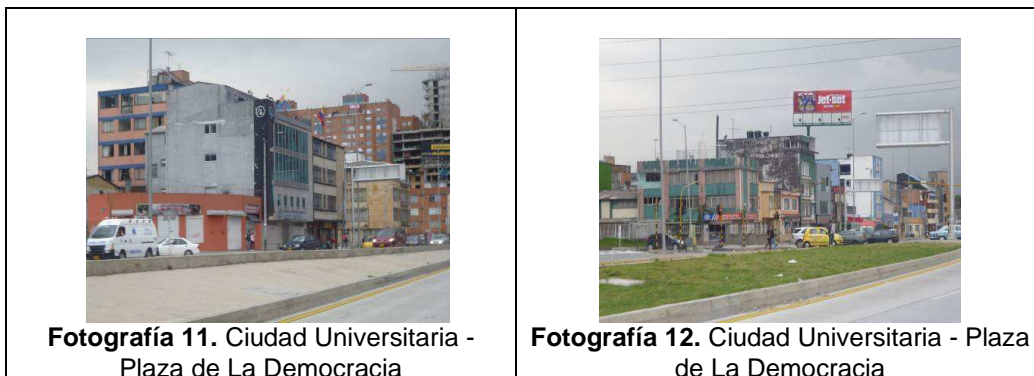 Jet-set
Fotografía 11. Ciudad Universitaria -
Plaza de La Democracia
Fotografía 12. Ciudad Universitaria - Plaza
de La Democracia